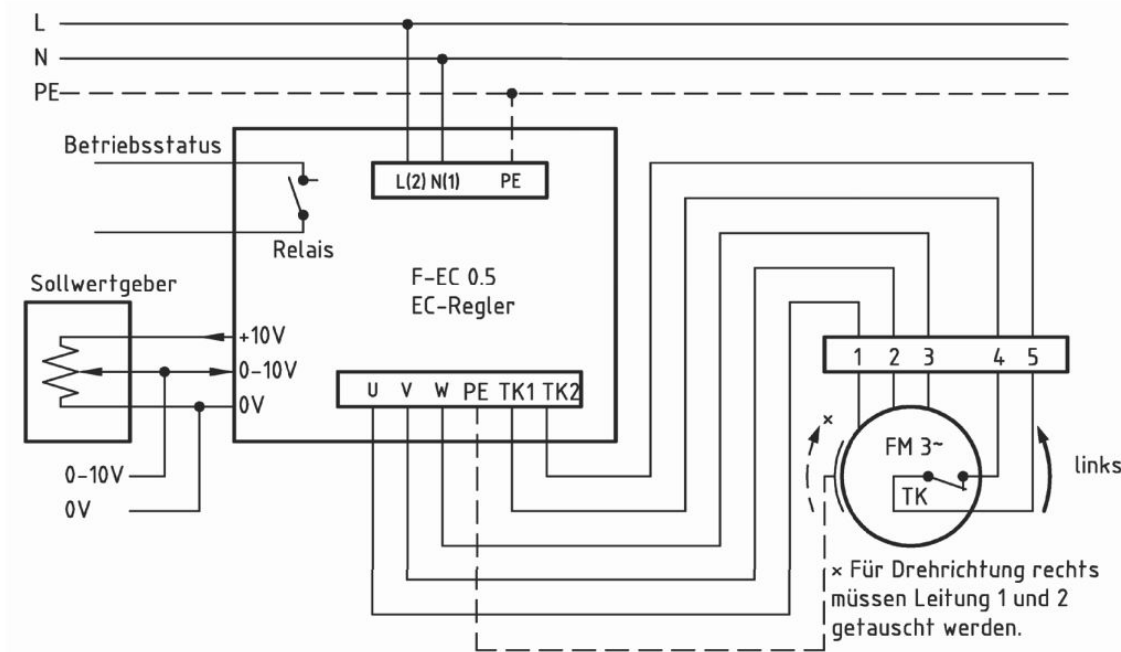 L
N
PE
Betriebsstatus
L(2) N(1) PE
Relais
F-EC 0.5
EC-Regler
Sollwertgeber
+10V
0-10V
0V
U V W PE TK1 TK2
0-10V
0V
1 2 3 4 5
×
FM 3~
TK
links
× Für Drehrichtung rechts
müssen Leitung 1 und 2
getauscht werden.